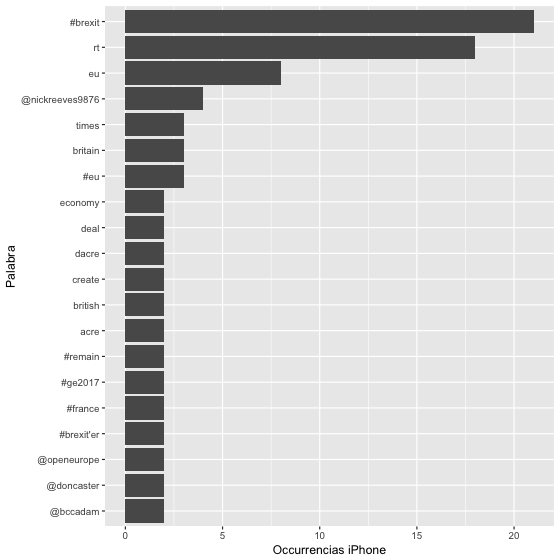 #brexit
rt
eu
@nickreeves9876
times
britain
#eu
economy
deal
dacre
create
british
acre
#remain
#ge2017
#france
#brexit'er
@openeurope
@doncaster
@bccadam
Palabra
0 5 10 15 20
Occurrencias iPhone